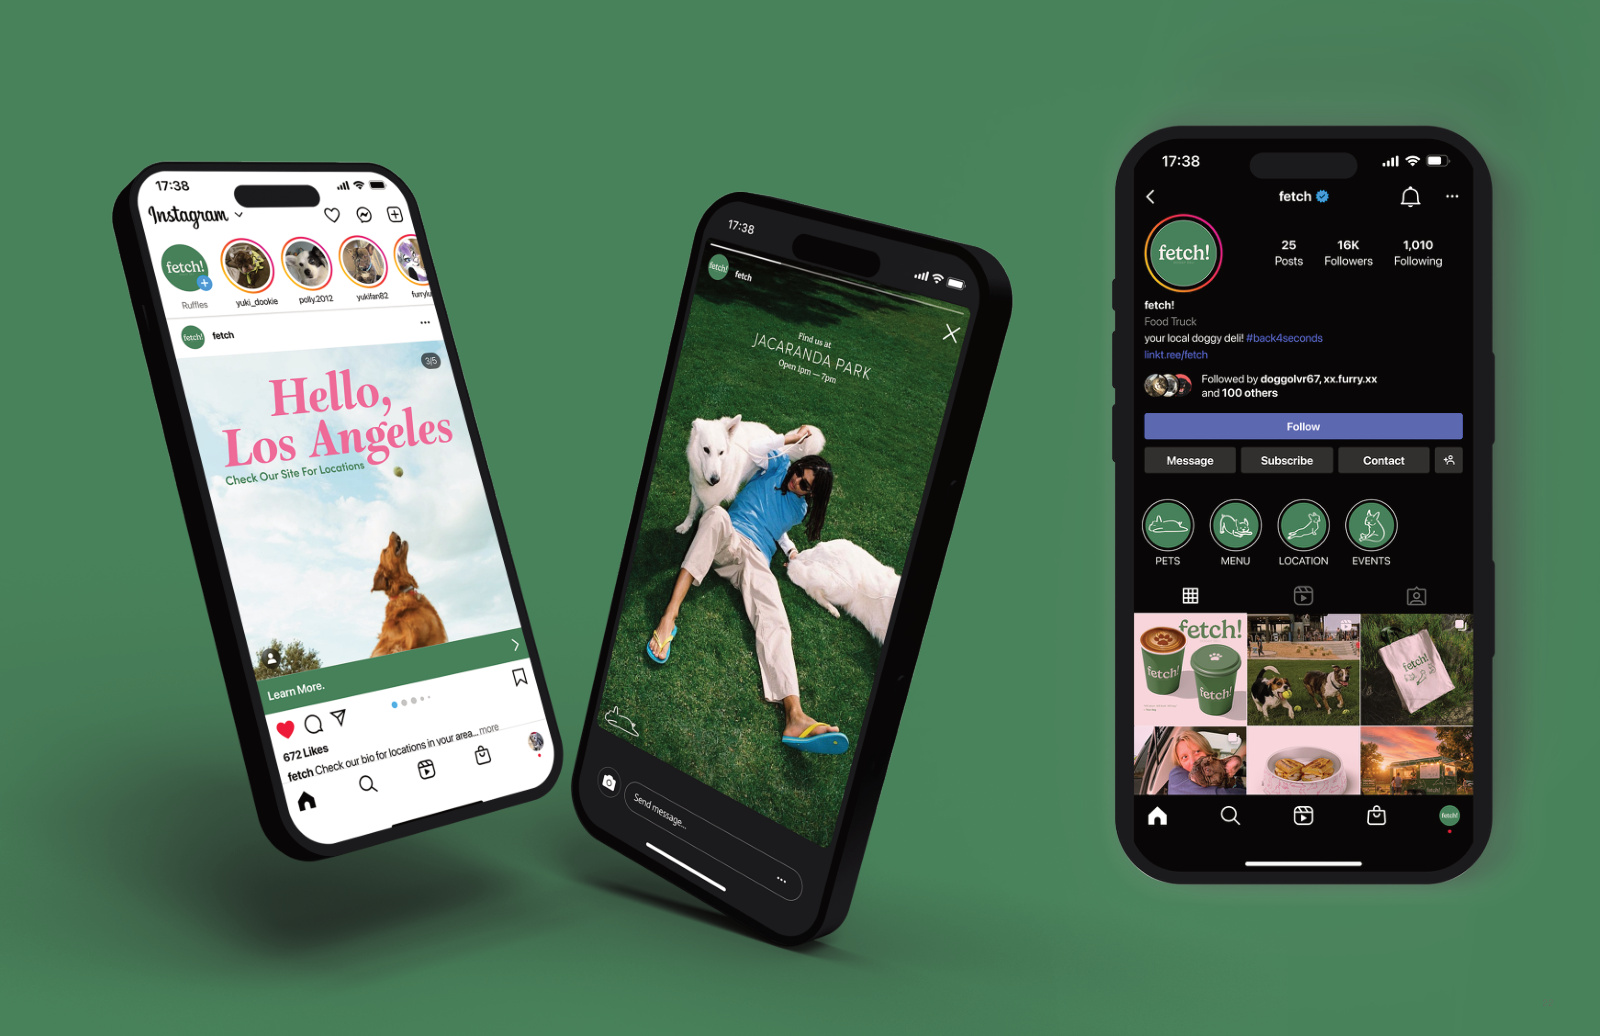 17:38
Instagram
fetch!
Ruffles
yuki_dookie
polly.2012
yukifan82
fetch!
fetch
3/5
Hello,
Los Angeles
Check Our Site For Locations
Learn More.
672 Likes
fetch Check our bio for locations in your area... more
17:38
fetch!
fetch
Find us at
JACARANDA PARK
Open 1pm — 7pm
Send message...
17:38
fetch
fetch!
25
Posts
16K
Followers
1,010
Following
fetch!
Food Truck
your local doggy deli! #back4seconds
linkt.ree/fetch
Followed by doggolvr67, xx.furry.xx
and 100 others
Follow
Message
Subscribe
Contact
PETS
MENU
LOCATION
EVENTS
fetch!
fetch!
fetch!
fetch!
fetch!
fetch!